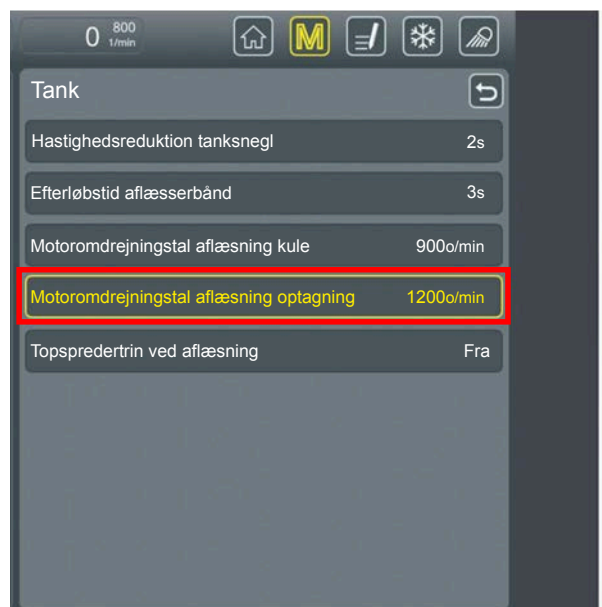 0 800 1/min M
Tank
Hastighedsreduktion tanksnegl 2s
Efterløbstid aflæsserbånd 3s
Motoromdrejningstal aflæsning kule 900o/min
Motoromdrejningstal aflæsning optagning 1200o/min
Topspredertrin ved aflæsning Fra